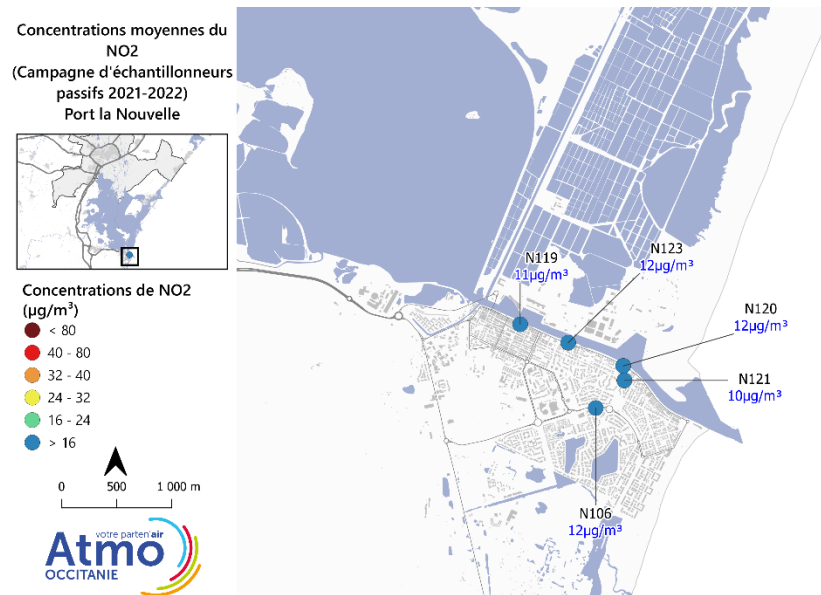 Concentrations moyennes du
NO2
(Campagne d'échantillonneurs
passifs 2021-2022)
Port la Nouvelle
Concentrations de NO2
(µg/m³)
< 80
40 - 80
32 - 40
24 - 32
16 - 24
> 16
0 500 1 000 m
votre parten'air
Atmo
OCCITANIE
N119
11µg/m³
N123
12µg/m³
N120
12µg/m³
N121
10µg/m³
N106
12µg/m³